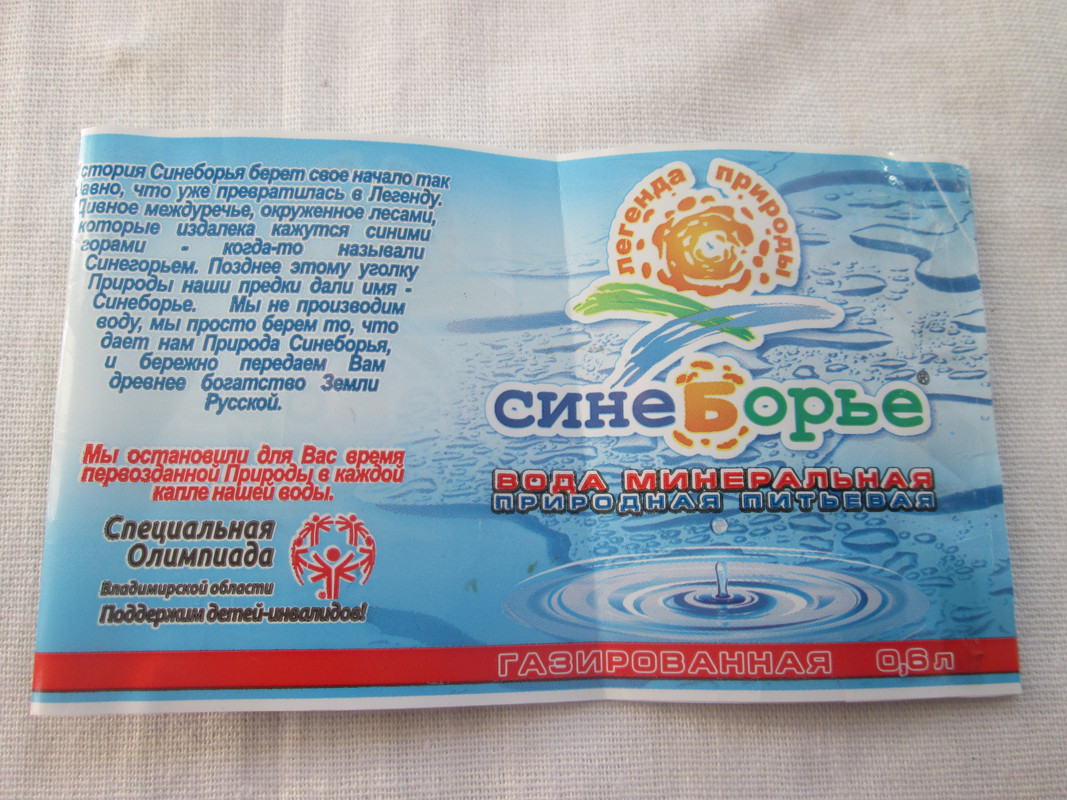 стория Синеборья берет свое начало так
авно, что уже превратилась в Легенду.
Дивное междуречье, окруженное лесами,
которые издалека кажутся синими
горами - когда-то называли
Синегорьем. Позднее этому уголку
Природы наши предки дали имя -
Синеборье. Мы не производим
воду, мы просто берем то, что
дает нам Природа Синеборья,
и бережно передаем Вам
древнее богатство Земли
Русской.
Мы остановили для Вас время
первозданной Природы в каждой
капле нашей воды.
Специальная
Олимпиада
Владимирской области
Поддержим детей-инвалидов!
легенда природы
синеБорье®
ВОДА МИНЕРАЛЬНАЯ
ПРИРОДНАЯ ПИТЬЕВАЯ
ГАЗИРОВАННАЯ 0,6 л